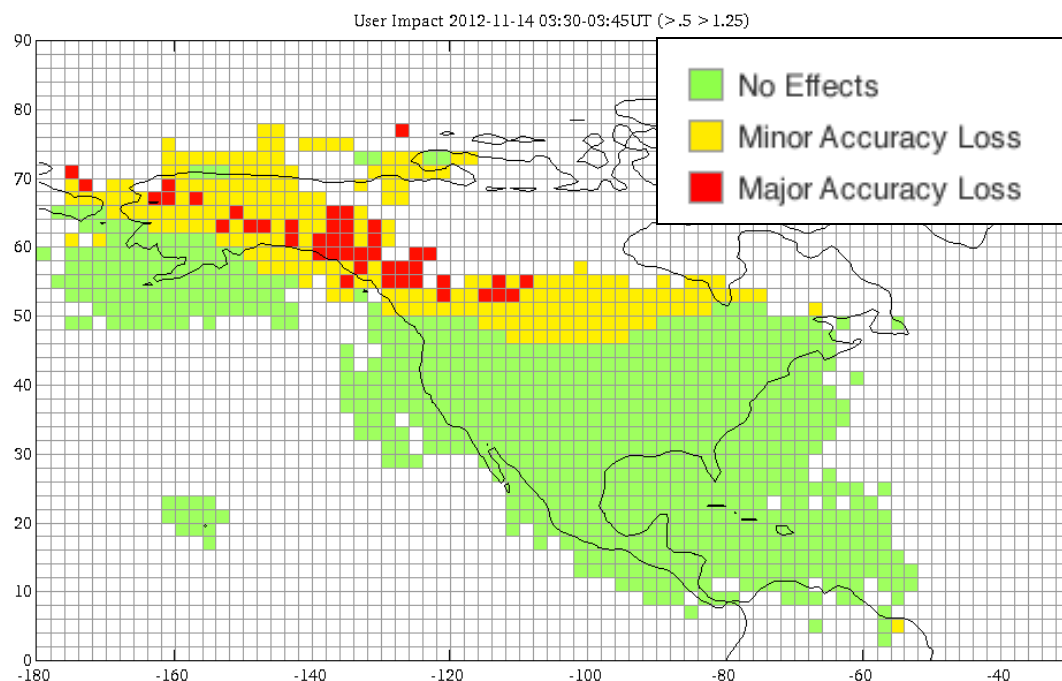 User Impact 2012-11-14 03:30-03:45UT (>.5 >1.25)
No Effects
Minor Accuracy Loss
Major Accuracy Loss
90
80
70
60
50
40
30
20
10
0
-180 -160 -140 -120 -100 -80 -60 -40